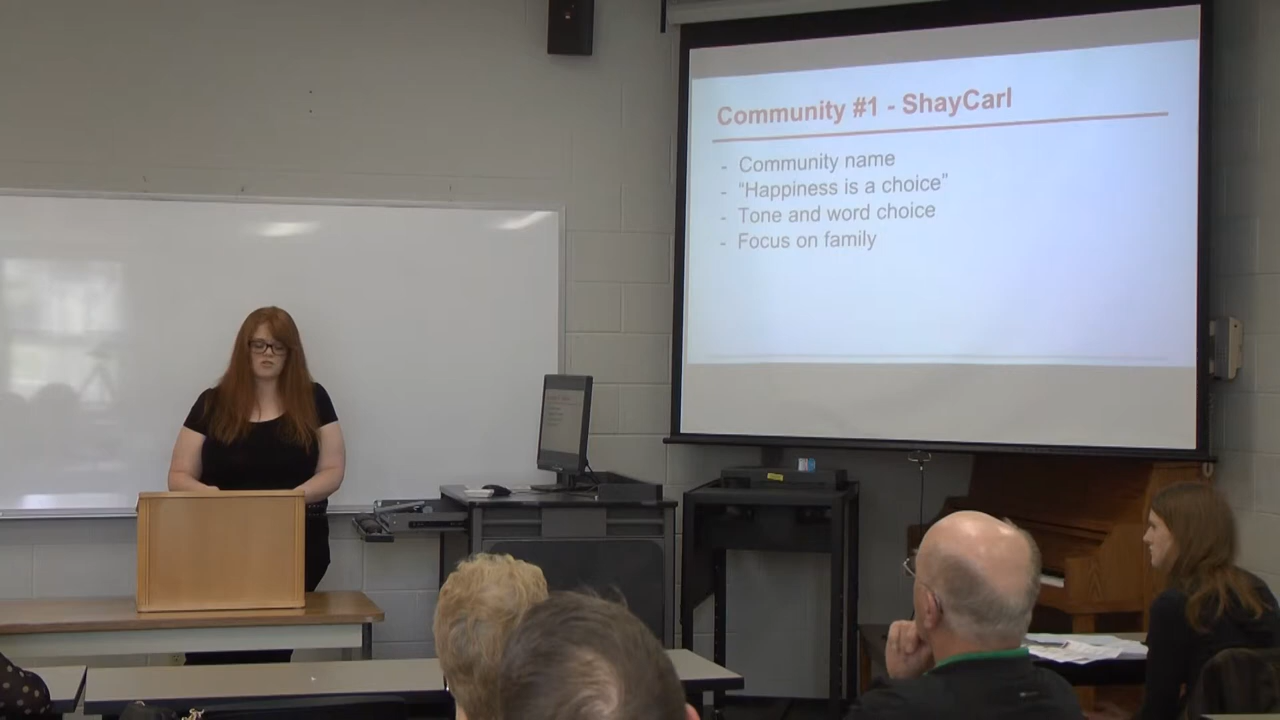 Community #1 - ShayCarl
- Community name
- “Happiness is a choice”
- Tone and word choice
- Focus on family